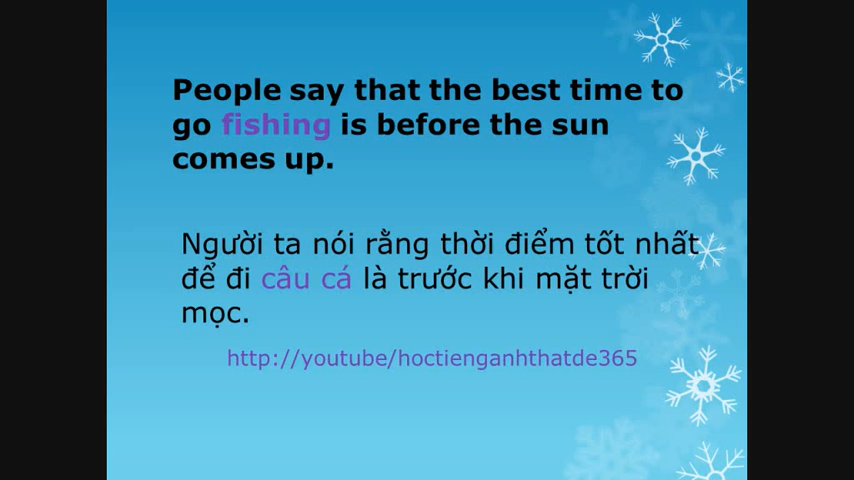 People say that the best time to
go fishing is before the sun
comes up.
Người ta nói rằng thời điểm tốt nhất
để đi câu cá là trước khi mặt trời
mọc.
http://youtube/hoctienganhthatde365